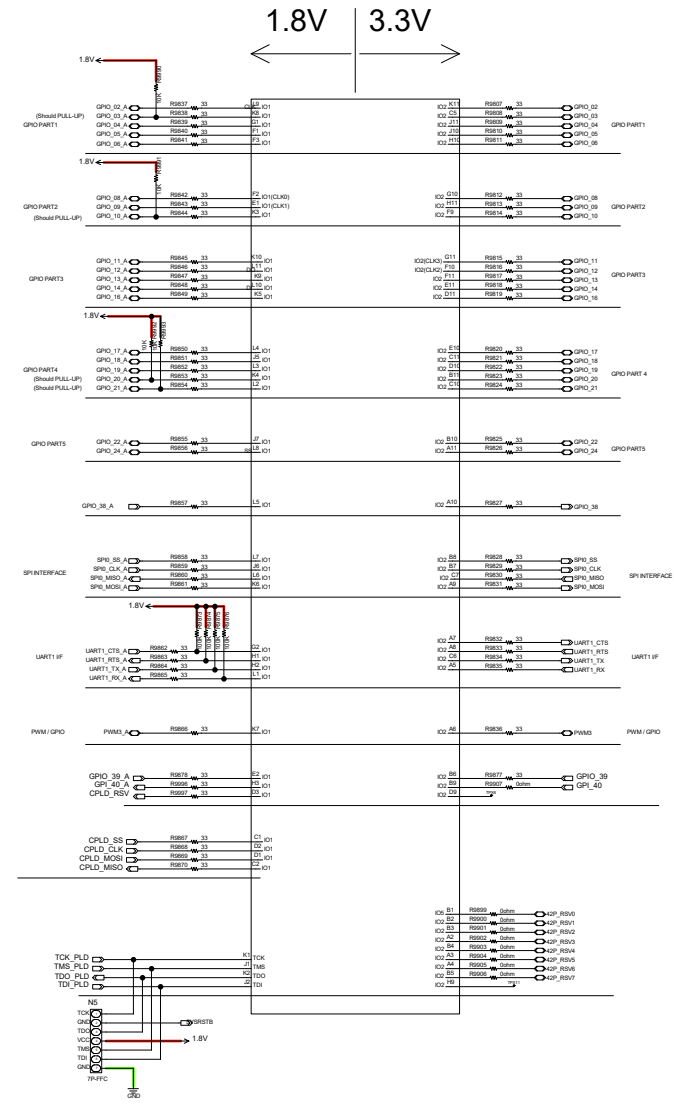 1.8V 3.3V
1.8V
R9990
10K
GPIO_02_A R9837 33 L9 IO2 K11 R9807 33 GPIO_02
(Should PULL-UP) GPIO_03_A R9838 33 K8 IO1 IO2 C5 R9808 33 GPIO_03
GPIO PART1 GPIO_04_A R9839 33 G1 IO1 IO2 J11 R9809 33 GPIO_04 GPIO PART1
GPIO_05_A R9840 33 F1 IO1 IO2 J10 R9810 33 GPIO_05
GPIO_06_A R9841 33 F3 IO1 IO2 H10 R9811 33 GPIO_06
1.8V
R9991
10K
GPIO_08_A R9842 33 F2 IO1(CLK0) IO2 G10 R9812 33 GPIO_08
GPIO PART2 GPIO_09_A R9843 33 E1 IO1(CLK1) IO2 H11 R9813 33 GPIO_09 GPIO PART2
(Should PULL-UP) GPIO_10_A R9844 33 K3 IO1 IO2 F9 R9814 33 GPIO_10
GPIO_11_A R9845 33 K10 IO1 IO2(CLK3) G11 R9815 33 GPIO_11
GPIO_12_A R9846 33 L11 IO1 IO2(CLK2) F10 R9816 33 GPIO_12
GPIO PART3 GPIO_13_A R9847 33 K9 IO1 IO2 F11 R9817 33 GPIO_13 GPIO PART3
GPIO_14_A R9848 33 L10 IO1 IO2 E11 R9818 33 GPIO_14
GPIO_16_A R9849 33 K5 IO1 IO2 D11 R9819 33 GPIO_16
1.8V
R9992 R9993
10K 10K
GPIO_17_A R9850 33 L4 IO1 IO2 E10 R9820 33 GPIO_17
GPIO_18_A R9851 33 J5 IO1 IO2 C11 R9821 33 GPIO_18
GPIO PART4 GPIO_19_A R9852 33 L3 IO1 IO2 D10 R9822 33 GPIO_19 GPIO PART 4
(Should PULL-UP) GPIO_20_A R9853 33 K4 IO1 IO2 B11 R9823 33 GPIO_20
(Should PULL-UP) GPIO_21_A R9854 33 L2 IO1 IO2 C10 R9824 33 GPIO_21
GPIO PART5 GPIO_22_A R9855 33 J7 IO1 IO2 B10 R9825 33 GPIO_22 GPIO PART5
GPIO_24_A R9856 33 L8 IO1 IO2 A11 R9826 33 GPIO_24
GPIO_38_A R9857 33 L5 IO1 IO2 A10 R9827 33 GPIO_38
SPI0_SS_A R9858 33 L7 IO1 IO2 B8 R9828 33 SPI0_SS
SPI INTERFACE SPI0_CLK_A R9859 33 J6 IO1 IO2 B7 R9829 33 SPI0_CLK SPI INTERFACE
SPI0_MISO_A R9860 33 L6 IO1 IO2 C7 R9830 33 SPI0_MISO
SPI0_MOSI_A R9861 33 K6 IO1 IO2 A9 R9831 33 SPI0_MOSI
1.8V
R9873 R9874 R9875 R9876
100K 100K 100K 100K
UART1_CTS_A R9862 33 G2 IO1 IO2 A7 R9832 33 UART1_CTS
UART1 I/F UART1_RTS_A R9863 33 H1 IO1 IO2 A8 R9833 33 UART1_RTS UART1 I/F
UART1_TX_A R9864 33 H2 IO1 IO2 C8 R9834 33 UART1_TX
UART1_RX_A R9865 33 L1 IO1 IO2 A5 R9835 33 UART1_RX
PWM / GPIO PWM3_A R9866 33 K7 IO1 IO2 A6 R9836 33 PWM3 PWM / GPIO
GPIO_39_A R9878 33 E2 IO1 IO2 B6 R9877 33 GPIO_39
GPI_40_A R9996 33 H3 IO1 IO2 B9 R9907 0ohm GPI_40
CPLD_RSV R9997 33 D3 IO1 IO2 D9
CPLD_SS R9867 33 C1 IO1
CPLD_CLK R9868 33 D2 IO1
CPLD_MOSI R9869 33 D1 IO1
CPLD_MISO R9870 33 C2 IO1
IO5 B1 R9899 0ohm 42P_RSV0
IO2 B2 R9900 0ohm 42P_RSV1
IO2 B3 R9901 0ohm 42P_RSV2
IO2 A2 R9902 0ohm 42P_RSV3
IO2 B4 R9903 0ohm 42P_RSV4
TCK_PLD K1 TCK IO2 A3 R9904 0ohm 42P_RSV5
TMS_PLD J1 TMS IO2 A4 R9905 0ohm 42P_RSV6
TDO_PLD K2 TDO IO2 B5 R9906 0ohm 42P_RSV7
TDI_PLD J2 TDI IO2 H9
N5
TCK
GND
TDO
VCC 1.8V
TMS
TDI
GND
7P-FFC
GND